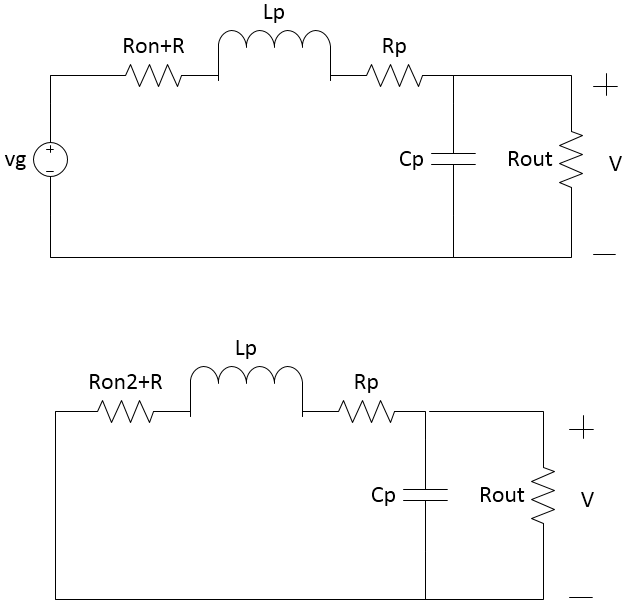 Lp
Ron+R
Rp
+
vg
+
−
Cp
Rout
V
−
Lp
Ron2+R
Rp
+
Cp
Rout
V
−